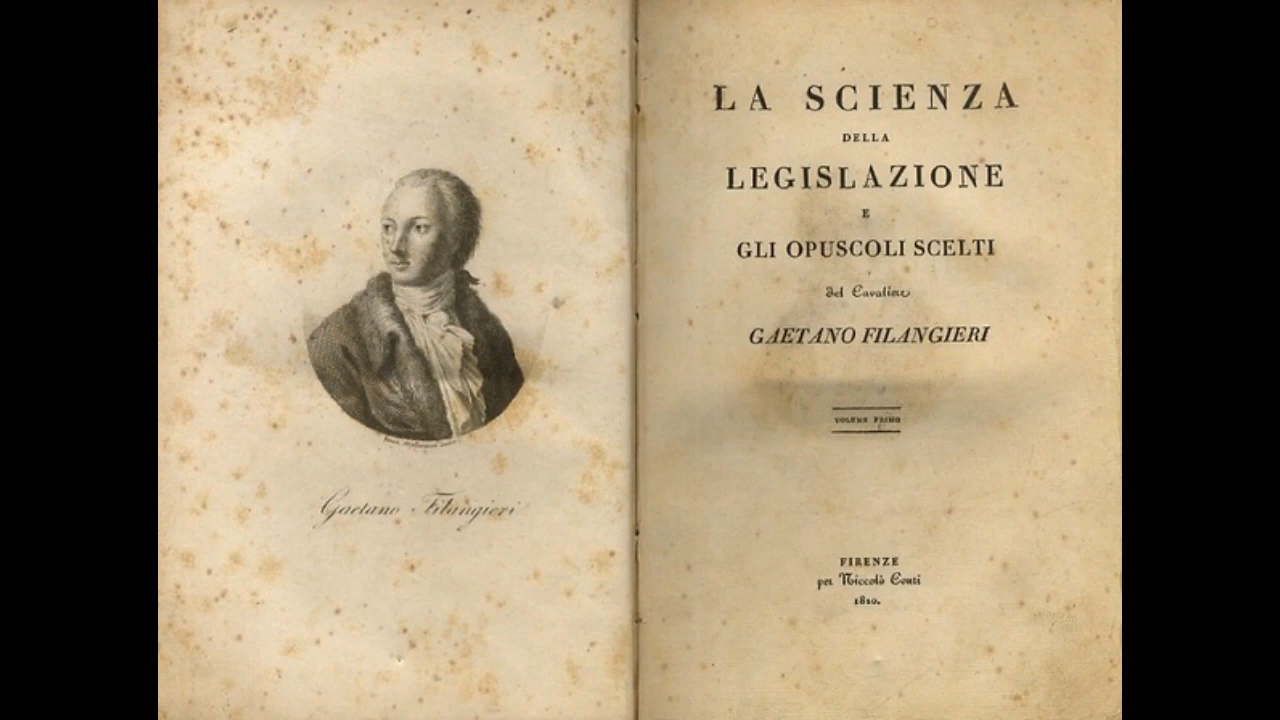 Gaetano Filangieri
LA SCIENZA
DELLA
LEGISLAZIONE
E
GLI OPUSCOLI SCELTI
del Cavaliere
GAETANO FILANGIERI
VOLUME PRIMO
FIRENZE
per Niccolò Conti